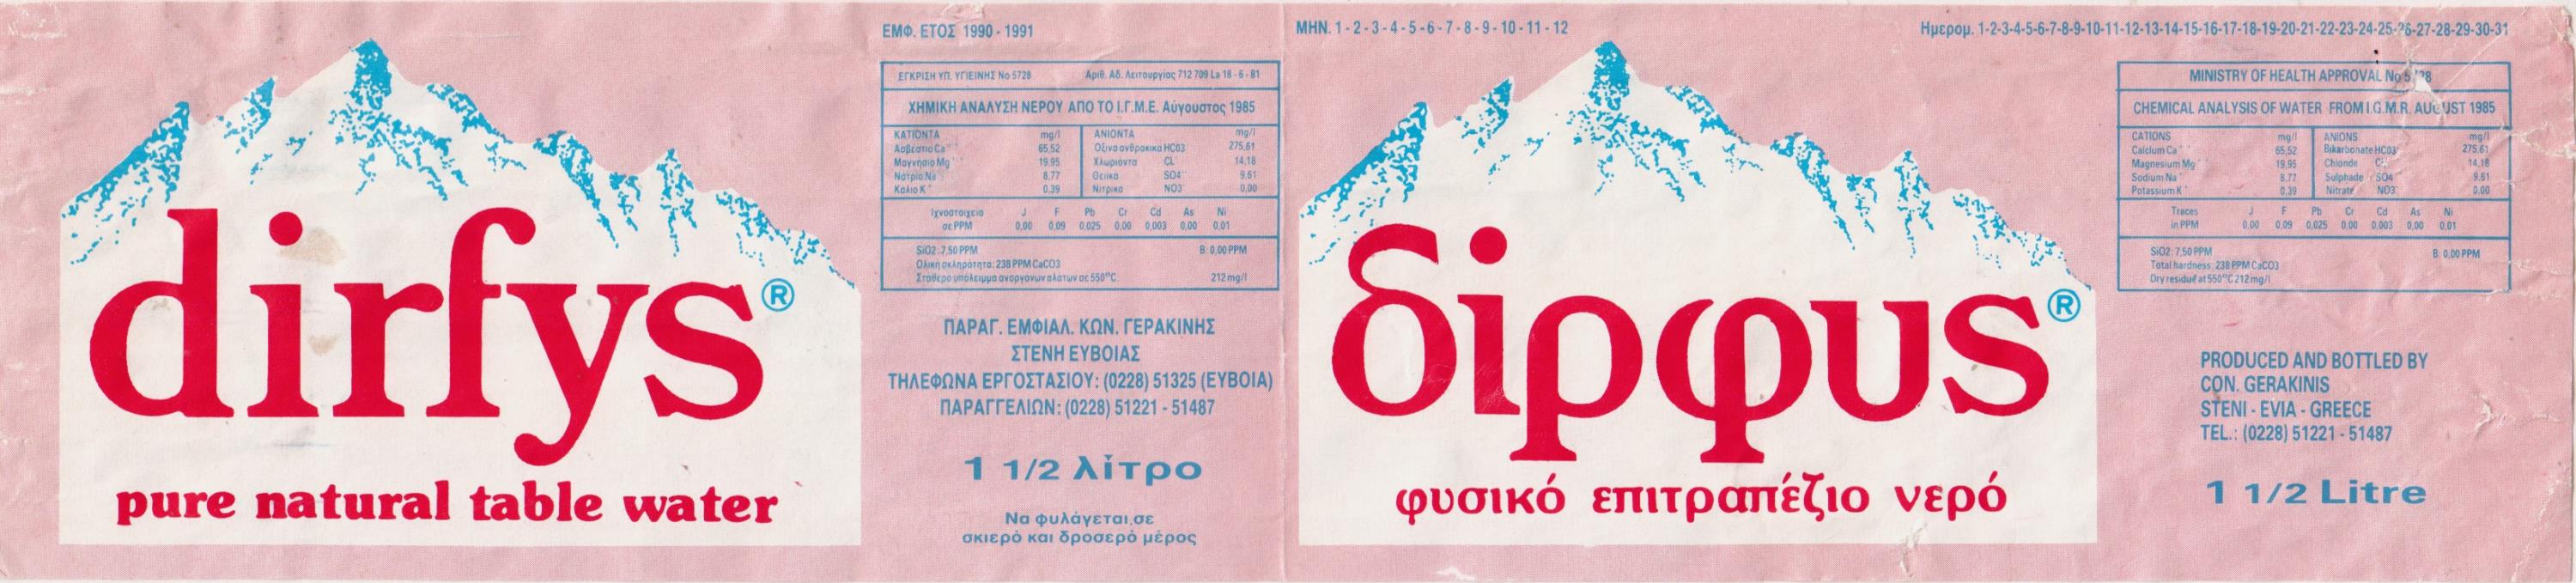 dirfys®
pure natural table water
ΕΜΦ. ΕΤΟΣ 1990 - 1991
ΕΓΚΡΙΣΗ ΥΠ. ΥΓΙΕΙΝΗΣ Νο 5728 Αριθ. Αδ. Λειτουργίας 712 709 La 18 - 6 - 81
ΧΗΜΙΚΗ ΑΝΑΛΥΣΗ ΝΕΡΟΥ ΑΠΟ ΤΟ Ι.Γ.Μ.Ε. Αύγουστος 1985
ΚΑΤΙΟΝΤΑ mg/l ΑΝΙΟΝΤΑ mg/l
Ασβεστιο Ca++ 65,52 Οξινα ανθρακικα HCO3 275,61
Μαγνησιο Mg++ 19,95 Χλωριοντα CL- 14,18
Νατριο Na+ 8,77 Θειικα SO4-- 9,61
Καλιο K+ 0,39 Νιτρικα NO3- 0,00
Ιχνοστοιχεια J F Pb Cr Cd As Ni
σε PPM 0,00 0,09 0,025 0,00 0,003 0,00 0,01
SiO2: 7,50 PPM B: 0,00 PPM
Ολικη σκληροτητα: 238 PPM CaCO3
Σταθερο υπολειμμα ανοργανων αλατων σε 550°C 212 mg/l
ΠΑΡΑΓ. ΕΜΦΙΑΛ. ΚΩΝ. ΓΕΡΑΚΙΝΗΣ
ΣΤΕΝΗ ΕΥΒΟΙΑΣ
ΤΗΛΕΦΩΝΑ ΕΡΓΟΣΤΑΣΙΟΥ: (0228) 51325 (ΕΥΒΟΙΑ)
ΠΑΡΑΓΓΕΛΙΩΝ: (0228) 51221 - 51487
1 1/2 λίτρο
Να φυλάγεται σε
σκιερό και δροσερό μέρος
ΜΗΝ. 1 - 2 - 3 - 4 - 5 - 6 - 7 - 8 - 9 - 10 - 11 - 12
δίρφυs®
φυσικό επιτραπέζιο νερό
Ημερομ. 1-2-3-4-5-6-7-8-9-10-11-12-13-14-15-16-17-18-19-20-21-22-23-24-25-26-27-28-29-30-31
MINISTRY OF HEALTH APPROVAL No 5728
CHEMICAL ANALYSIS OF WATER FROM I.G.M.R. AUGUST 1985
CATIONS mg/l ANIONS mg/l
Calcium Ca++ 65,52 Bikarbonate HCO3- 275,61
Magnesium Mg++ 19,95 Chloride CL- 14,18
Sodium Na+ 8,77 Sulphade SO4 9,61
Potassium K+ 0,39 Nitrate NO3- 0,00
Traces J F Pb Cr Cd As Ni
in PPM 0,00 0,09 0,025 0,00 0,003 0,00 0,01
SiO2: 7,50 PPM B: 0,00 PPM
Total hardness: 238 PPM CaCO3
Dry residue at 550°C 212 mg/l
PRODUCED AND BOTTLED BY
CON. GERAKINIS
STENI - EVIA - GREECE
TEL.: (0228) 51221 - 51487
1 1/2 Litre